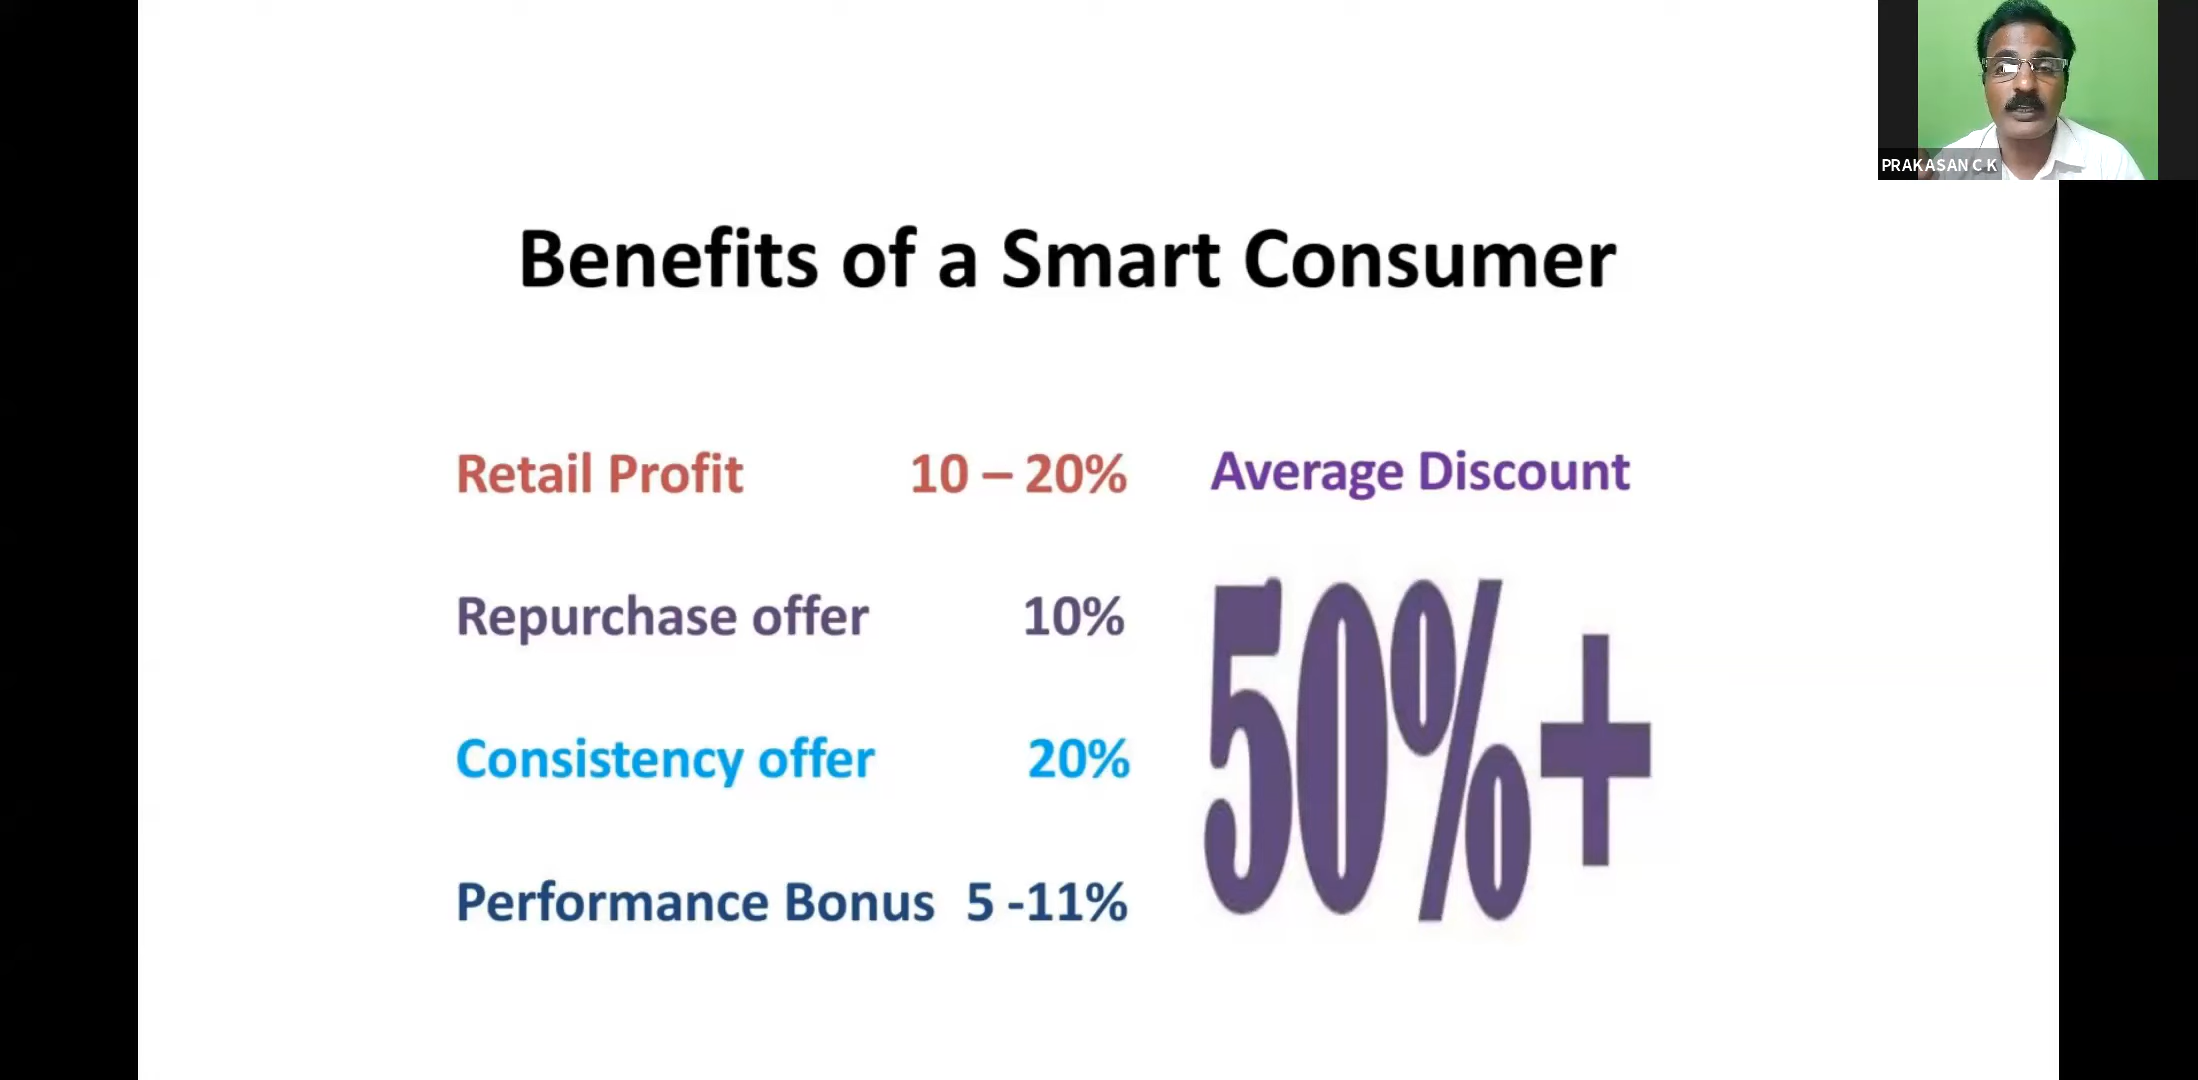 PRAKASAN C K
Benefits of a Smart Consumer
Retail Profit 10 – 20%
Average Discount
Repurchase offer 10%
Consistency offer 20%
Performance Bonus 5 -11%
50%+